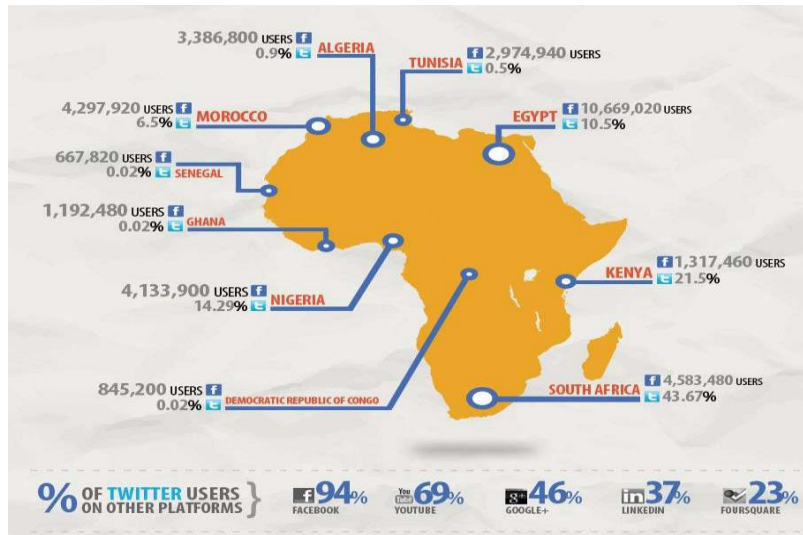 3,386,800 USERS f
0.9% t
ALGERIA
TUNISIA
f 2,974,940 USERS
t 0.5%
4,297,920 USERS f
6.5% t
MOROCCO
EGYPT
f 10,669,020 USERS
t 10.5%
667,820 USERS f
0.02% t
SENEGAL
1,192,480 USERS f
0.02% t
GHANA
4,133,900 USERS f
14.29% t
NIGERIA
KENYA
f 1,317,460 USERS
t 21.5%
845,200 USERS f
0.02% t
DEMOCRATIC REPUBLIC OF CONGO
SOUTH AFRICA
f 4,583,480 USERS
t 43.67%
% OF TWITTER USERS
ON OTHER PLATFORMS }
f 94%
FACEBOOK
You Tube 69%
YOUTUBE
g+ 46%
GOOGLE+
in 37%
LINKEDIN
23%
FOURSQUARE